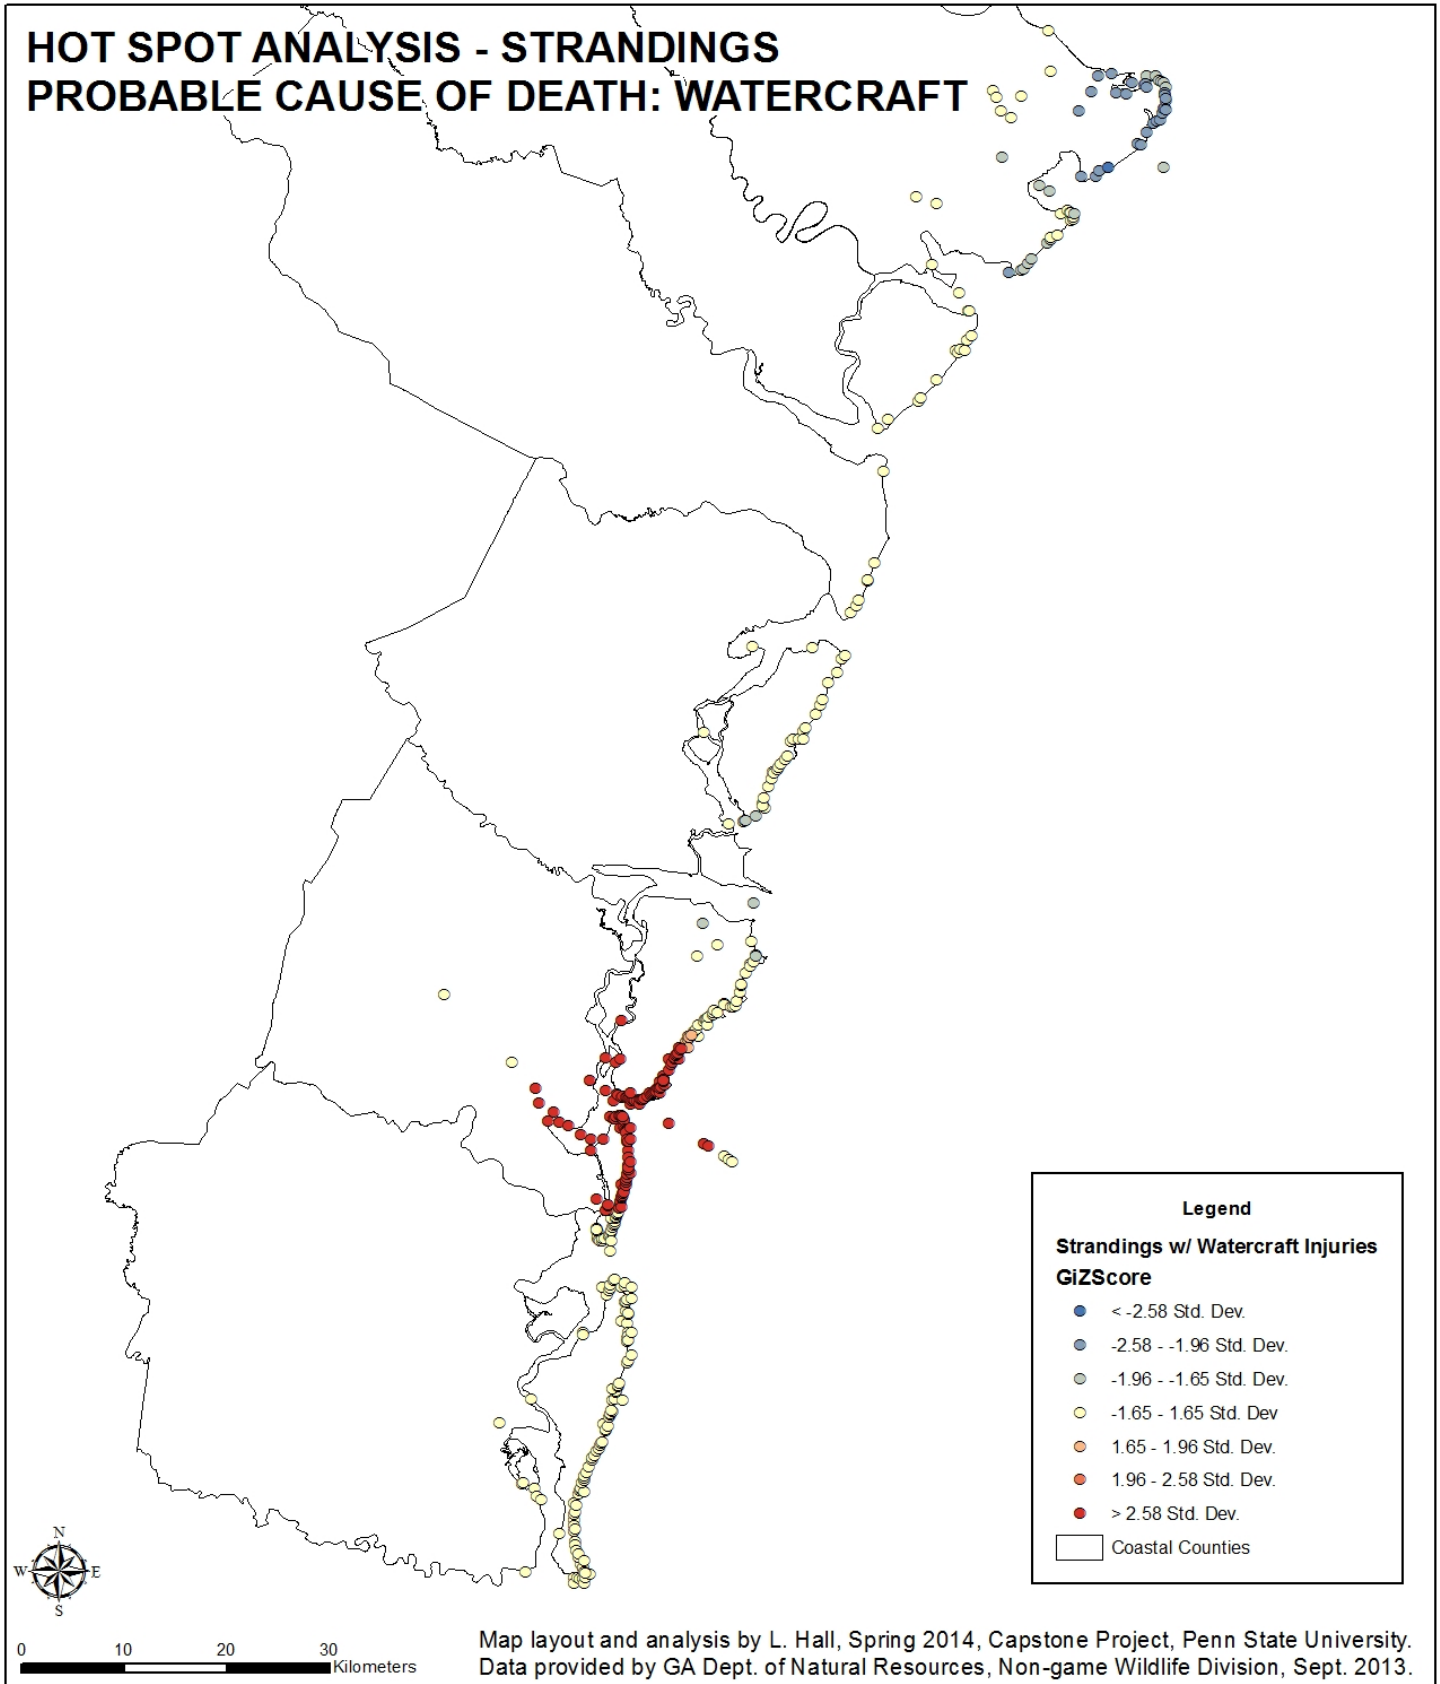 HOT SPOT ANALYSIS - STRANDINGS
PROBABLE CAUSE OF DEATH: WATERCRAFT
Legend
Strandings w/ Watercraft Injuries
GiZScore
< -2.58 Std. Dev.
-2.58 - -1.96 Std. Dev.
-1.96 - -1.65 Std. Dev.
-1.65 - 1.65 Std. Dev
1.65 - 1.96 Std. Dev.
1.96 - 2.58 Std. Dev.
> 2.58 Std. Dev.
Coastal Counties
N
W E
S
0 10 20 30
Kilometers
Map layout and analysis by L. Hall, Spring 2014, Capstone Project, Penn State University.
Data provided by GA Dept. of Natural Resources, Non-game Wildlife Division, Sept. 2013.